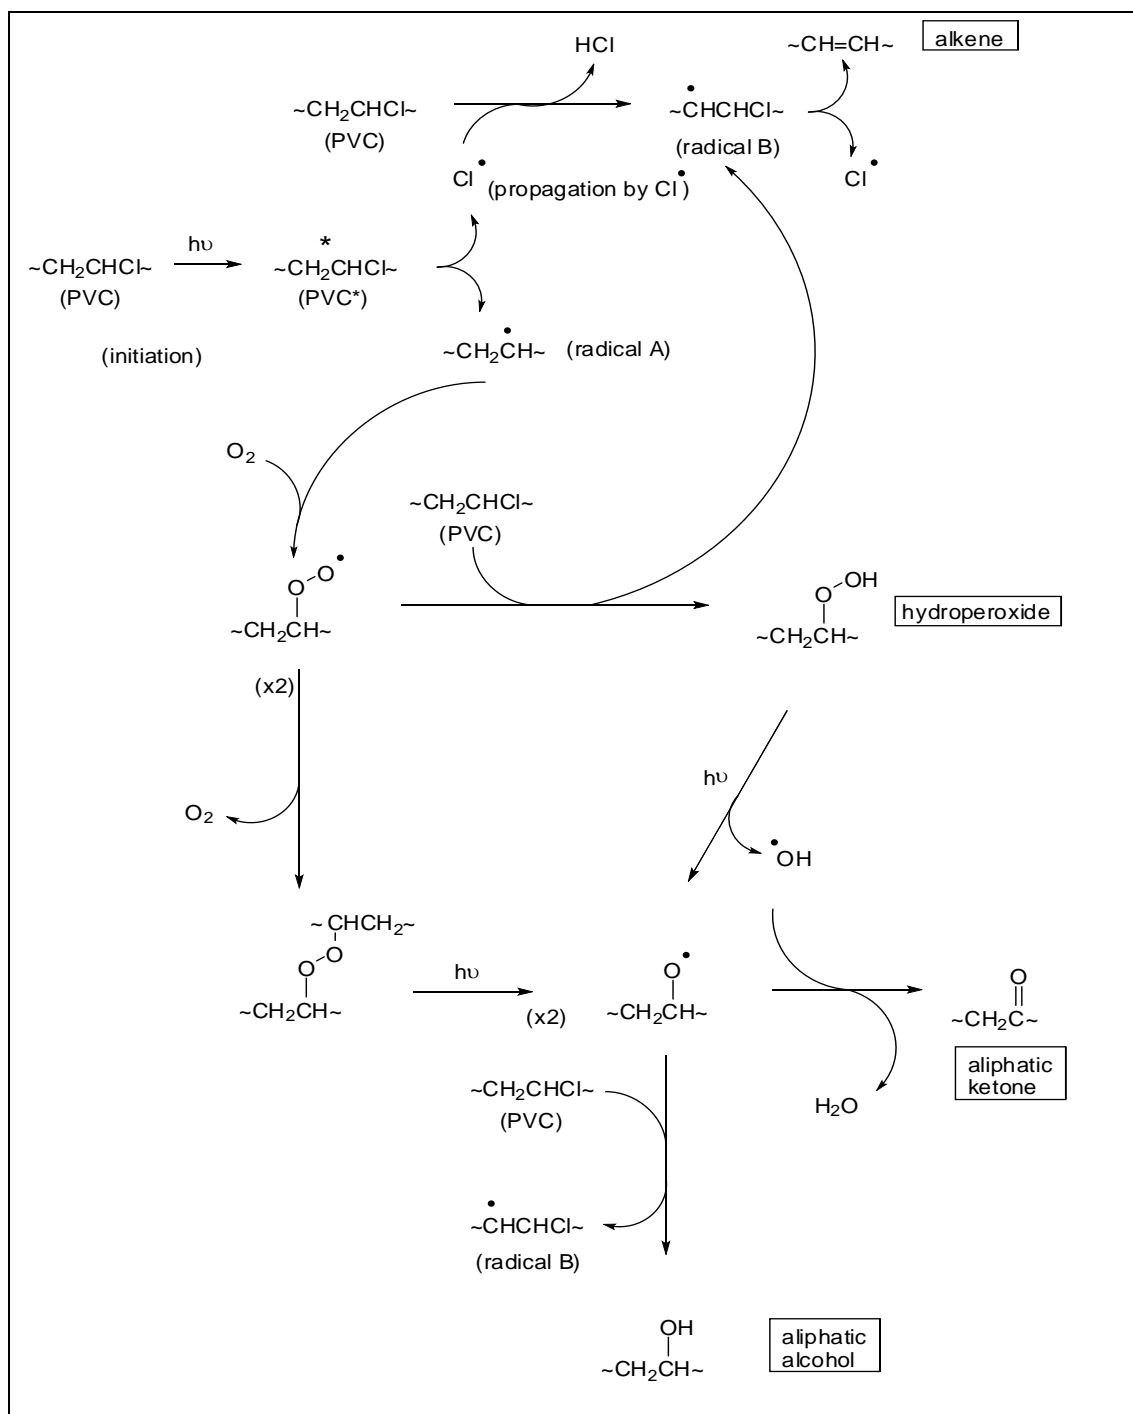 HCl
~CH=CH~
alkene
~CH₂CHCl~
(PVC)
•
~CHCHCl~
(radical B)
Cl•
(propagation by Cl•)
Cl•
hυ
*
~CH₂CHCl~
(PVC)
~CH₂CHCl~
(PVC*)
(initiation)
•
~CH₂CH~
(radical A)
O₂
~CH₂CHCl~
(PVC)
O-O•
~CH₂CH~
(x2)
O-OH
~CH₂CH~
hydroperoxide
hυ
O₂
•OH
~CHCH₂~
O-O
~CH₂CH~
hυ
(x2)
O•
~CH₂CH~
O
~CH₂C~
aliphatic
ketone
H₂O
~CH₂CHCl~
(PVC)
•
~CHCHCl~
(radical B)
OH
~CH₂CH~
aliphatic
alcohol